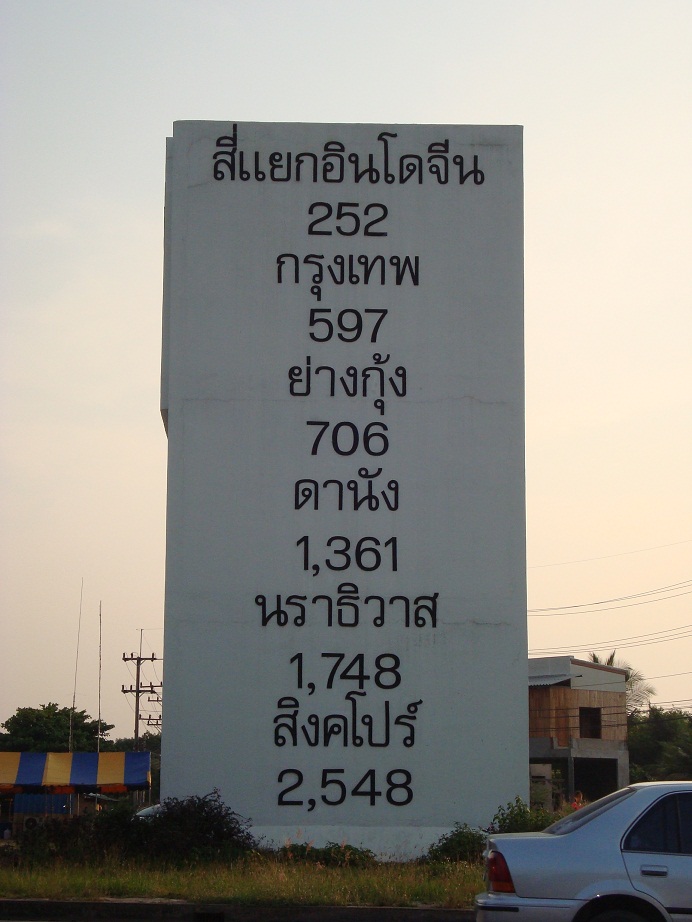 สี่แยกอินโดจีน
252
กรุงเทพ
597
ย่างกุ้ง
706
ดานัง
1,361
นราธิวาส
1,748
สิงคโปร์
2,548